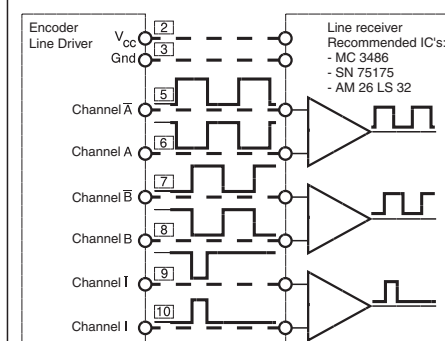 Encoder
Line Driver
VCC
2
Gnd
3
Line receiver
Recommended IC's:
- MC 3486
- SN 75175
- AM 26 LS 32
5
Channel A̅
6
Channel A
7
Channel B̅
8
Channel B
9
Channel I̅
10
Channel I